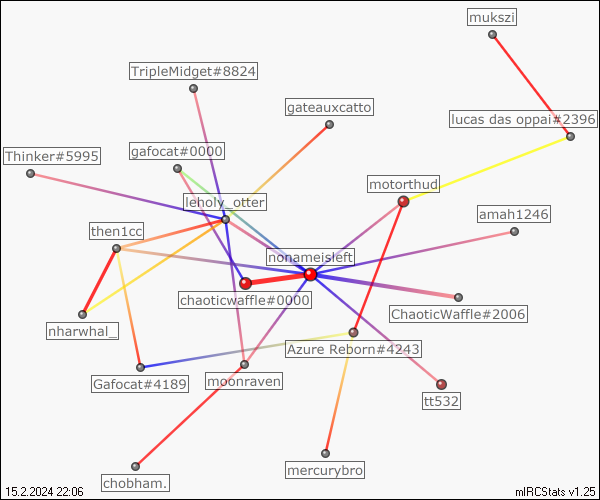 mukszi
TripleMidget#8824
gateauxcatto
lucas das oppai#2396
Thinker#5995
gafocat#0000
motorthud
leholy_otter
amah1246
then1cc
nonameisleft
chaoticwaffle#0000
ChaoticWaffle#2006
nharwhal_
Azure Reborn#4243
Gafocat#4189
moonraven
tt532
chobham.
mercurybro
15.2.2024 22:06
mIRCStats v1.25